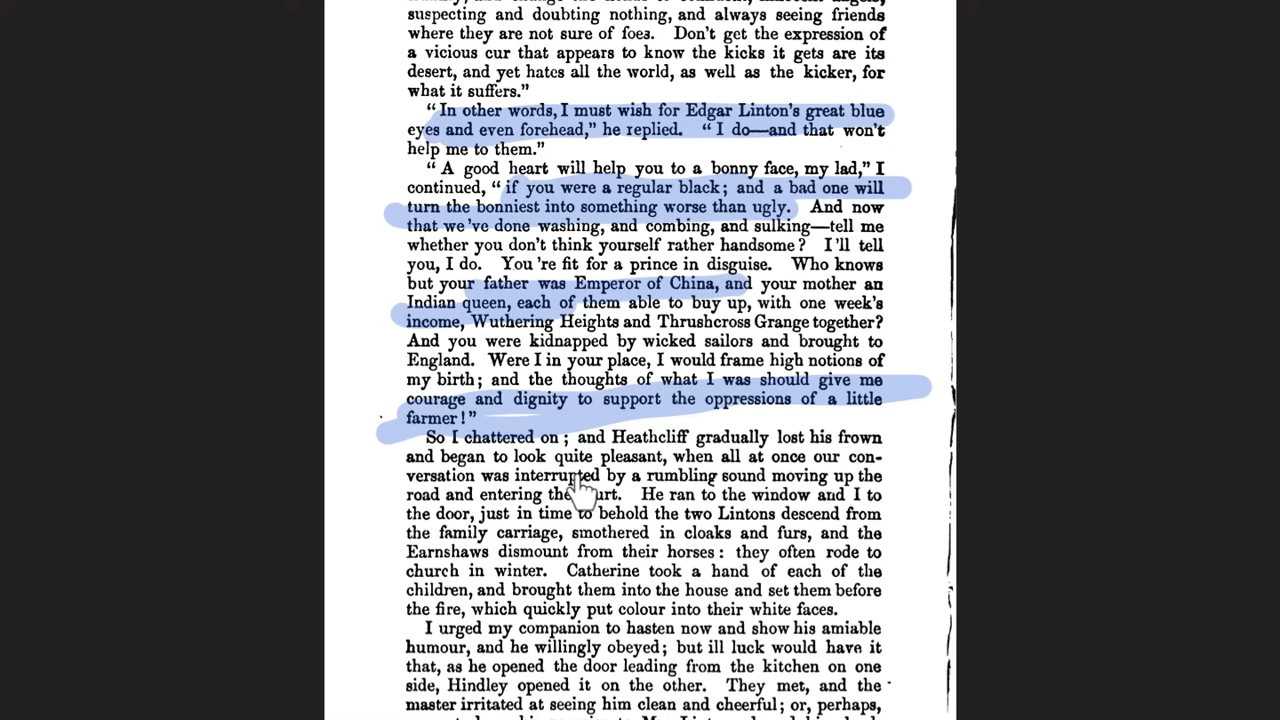 suspecting and doubting nothing, and always seeing friends
where they are not sure of foes. Don't get the expression of
a vicious cur that appears to know the kicks it gets are its
desert, and yet hates all the world, as well as the kicker, for
what it suffers."
"In other words, I must wish for Edgar Linton's great blue
eyes and even forehead," he replied. "I do—and that won't
help me to them."
"A good heart will help you to a bonny face, my lad," I
continued, "if you were a regular black; and a bad one will
turn the bonniest into something worse than ugly. And now
that we've done washing, and combing, and sulking—tell me
whether you don't think yourself rather handsome? I'll tell
you, I do. You're fit for a prince in disguise. Who knows
but your father was Emperor of China, and your mother an
Indian queen, each of them able to buy up, with one week's
income, Wuthering Heights and Thrushcross Grange together?
And you were kidnapped by wicked sailors and brought to
England. Were I in your place, I would frame high notions of
my birth; and the thoughts of what I was should give me
courage and dignity to support the oppressions of a little
farmer!"
So I chattered on; and Heathcliff gradually lost his frown
and began to look quite pleasant, when all at once our con-
versation was interrupted by a rumbling sound moving up the
road and entering the court. He ran to the window and I to
the door, just in time to behold the two Lintons descend from
the family carriage, smothered in cloaks and furs, and the
Earnshaws dismount from their horses: they often rode to
church in winter. Catherine took a hand of each of the
children, and brought them into the house and set them before
the fire, which quickly put colour into their white faces.
I urged my companion to hasten now and show his amiable
humour, and he willingly obeyed; but ill luck would have it
that, as he opened the door leading from the kitchen on one
side, Hindley opened it on the other. They met, and the
master irritated at seeing him clean and cheerful; or, perhaps,